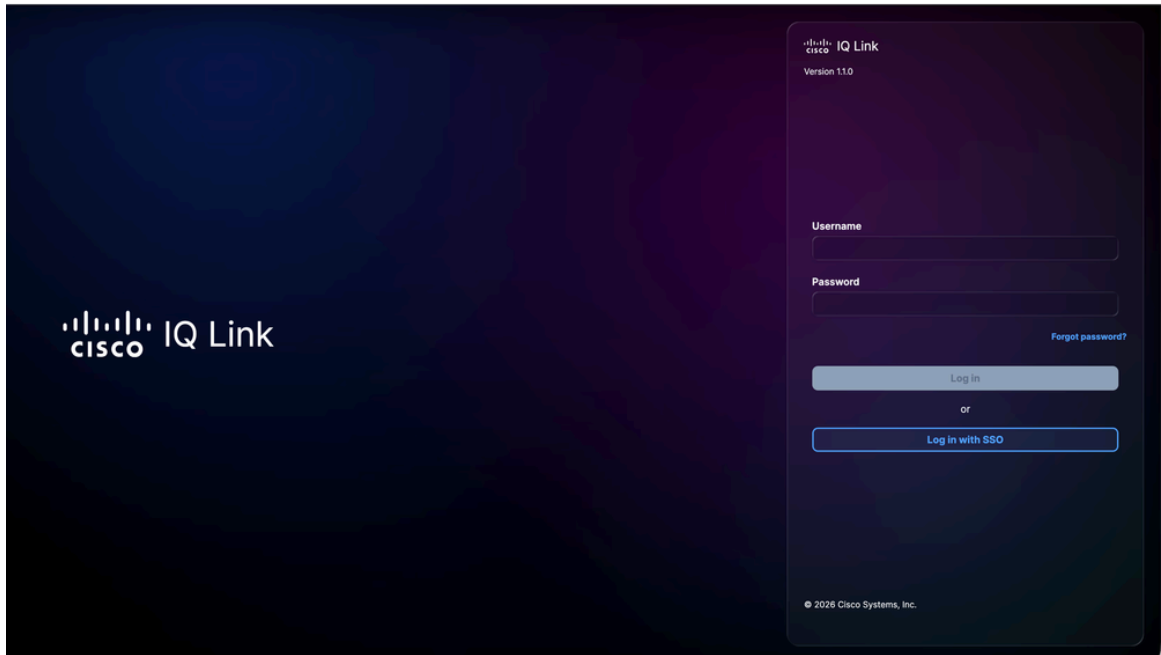 cisco IQ Link
cisco IQ Link
Version 1.1.0
Username
Password
Forgot password?
Log in
or
Log in with SSO
© 2026 Cisco Systems, Inc.